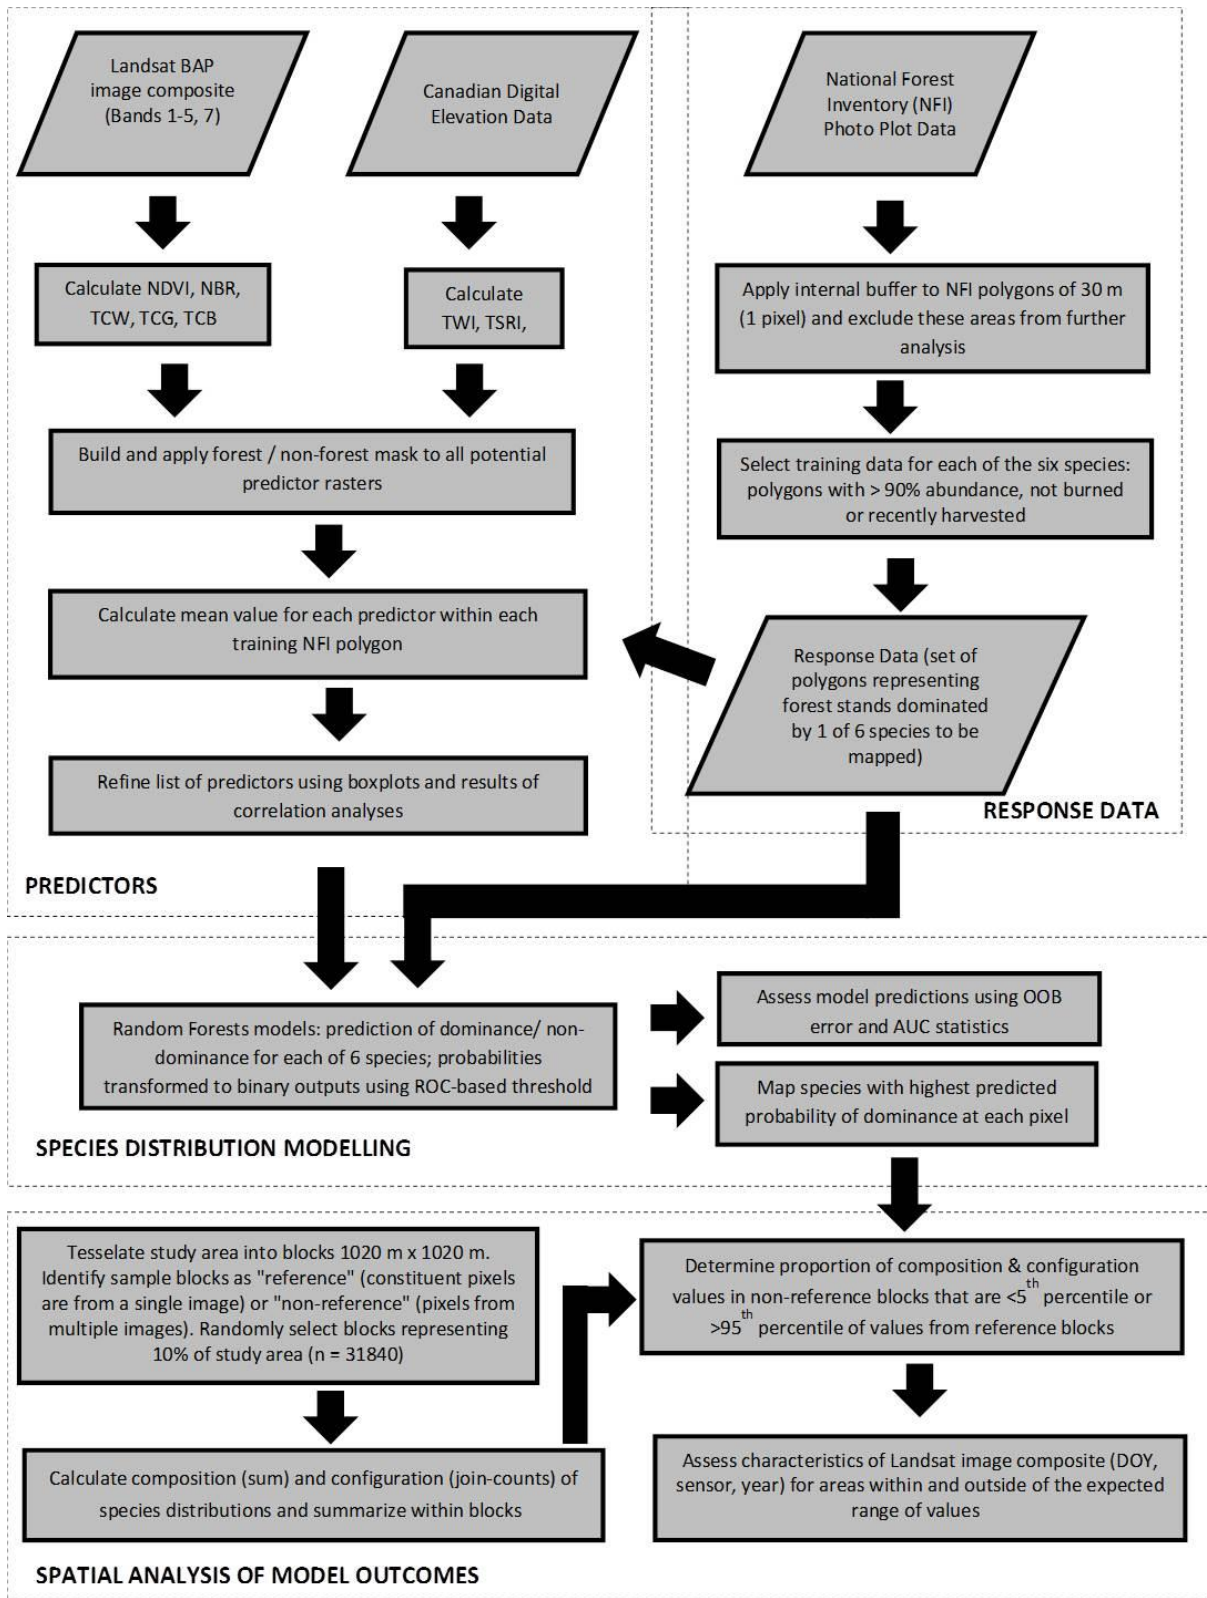 Landsat BAP
image composite
(Bands 1-5, 7)
Canadian Digital
Elevation Data
National Forest
Inventory (NFI)
Photo Plot Data
Calculate NDVI, NBR,
TCW, TCG, TCB
Calculate
TWI, TSRI,
Apply internal buffer to NFI polygons of 30 m
(1 pixel) and exclude these areas from further
analysis
Build and apply forest / non-forest mask to all potential
predictor rasters
Select training data for each of the six species:
polygons with > 90% abundance, not burned
or recently harvested
Calculate mean value for each predictor within each
training NFI polygon
Response Data (set of
polygons representing
forest stands dominated
by 1 of 6 species to be
mapped)
Refine list of predictors using boxplots and results of
correlation analyses
RESPONSE DATA
PREDICTORS
Random Forests models: prediction of dominance/ non-
dominance for each of 6 species; probabilities
transformed to binary outputs using ROC-based threshold
Assess model predictions using OOB
error and AUC statistics
Map species with highest predicted
probability of dominance at each pixel
SPECIES DISTRIBUTION MODELLING
Tesselate study area into blocks 1020 m x 1020 m.
Identify sample blocks as "reference" (constituent pixels
are from a single image) or "non-reference" (pixels from
multiple images). Randomly select blocks representing
10% of study area (n = 31840)
Determine proportion of composition & configuration
values in non-reference blocks that are <5th percentile or
>95th percentile of values from reference blocks
Calculate composition (sum) and configuration (join-counts) of
species distributions and summarize within blocks
Assess characteristics of Landsat image composite (DOY,
sensor, year) for areas within and outside of the expected
range of values
SPATIAL ANALYSIS OF MODEL OUTCOMES